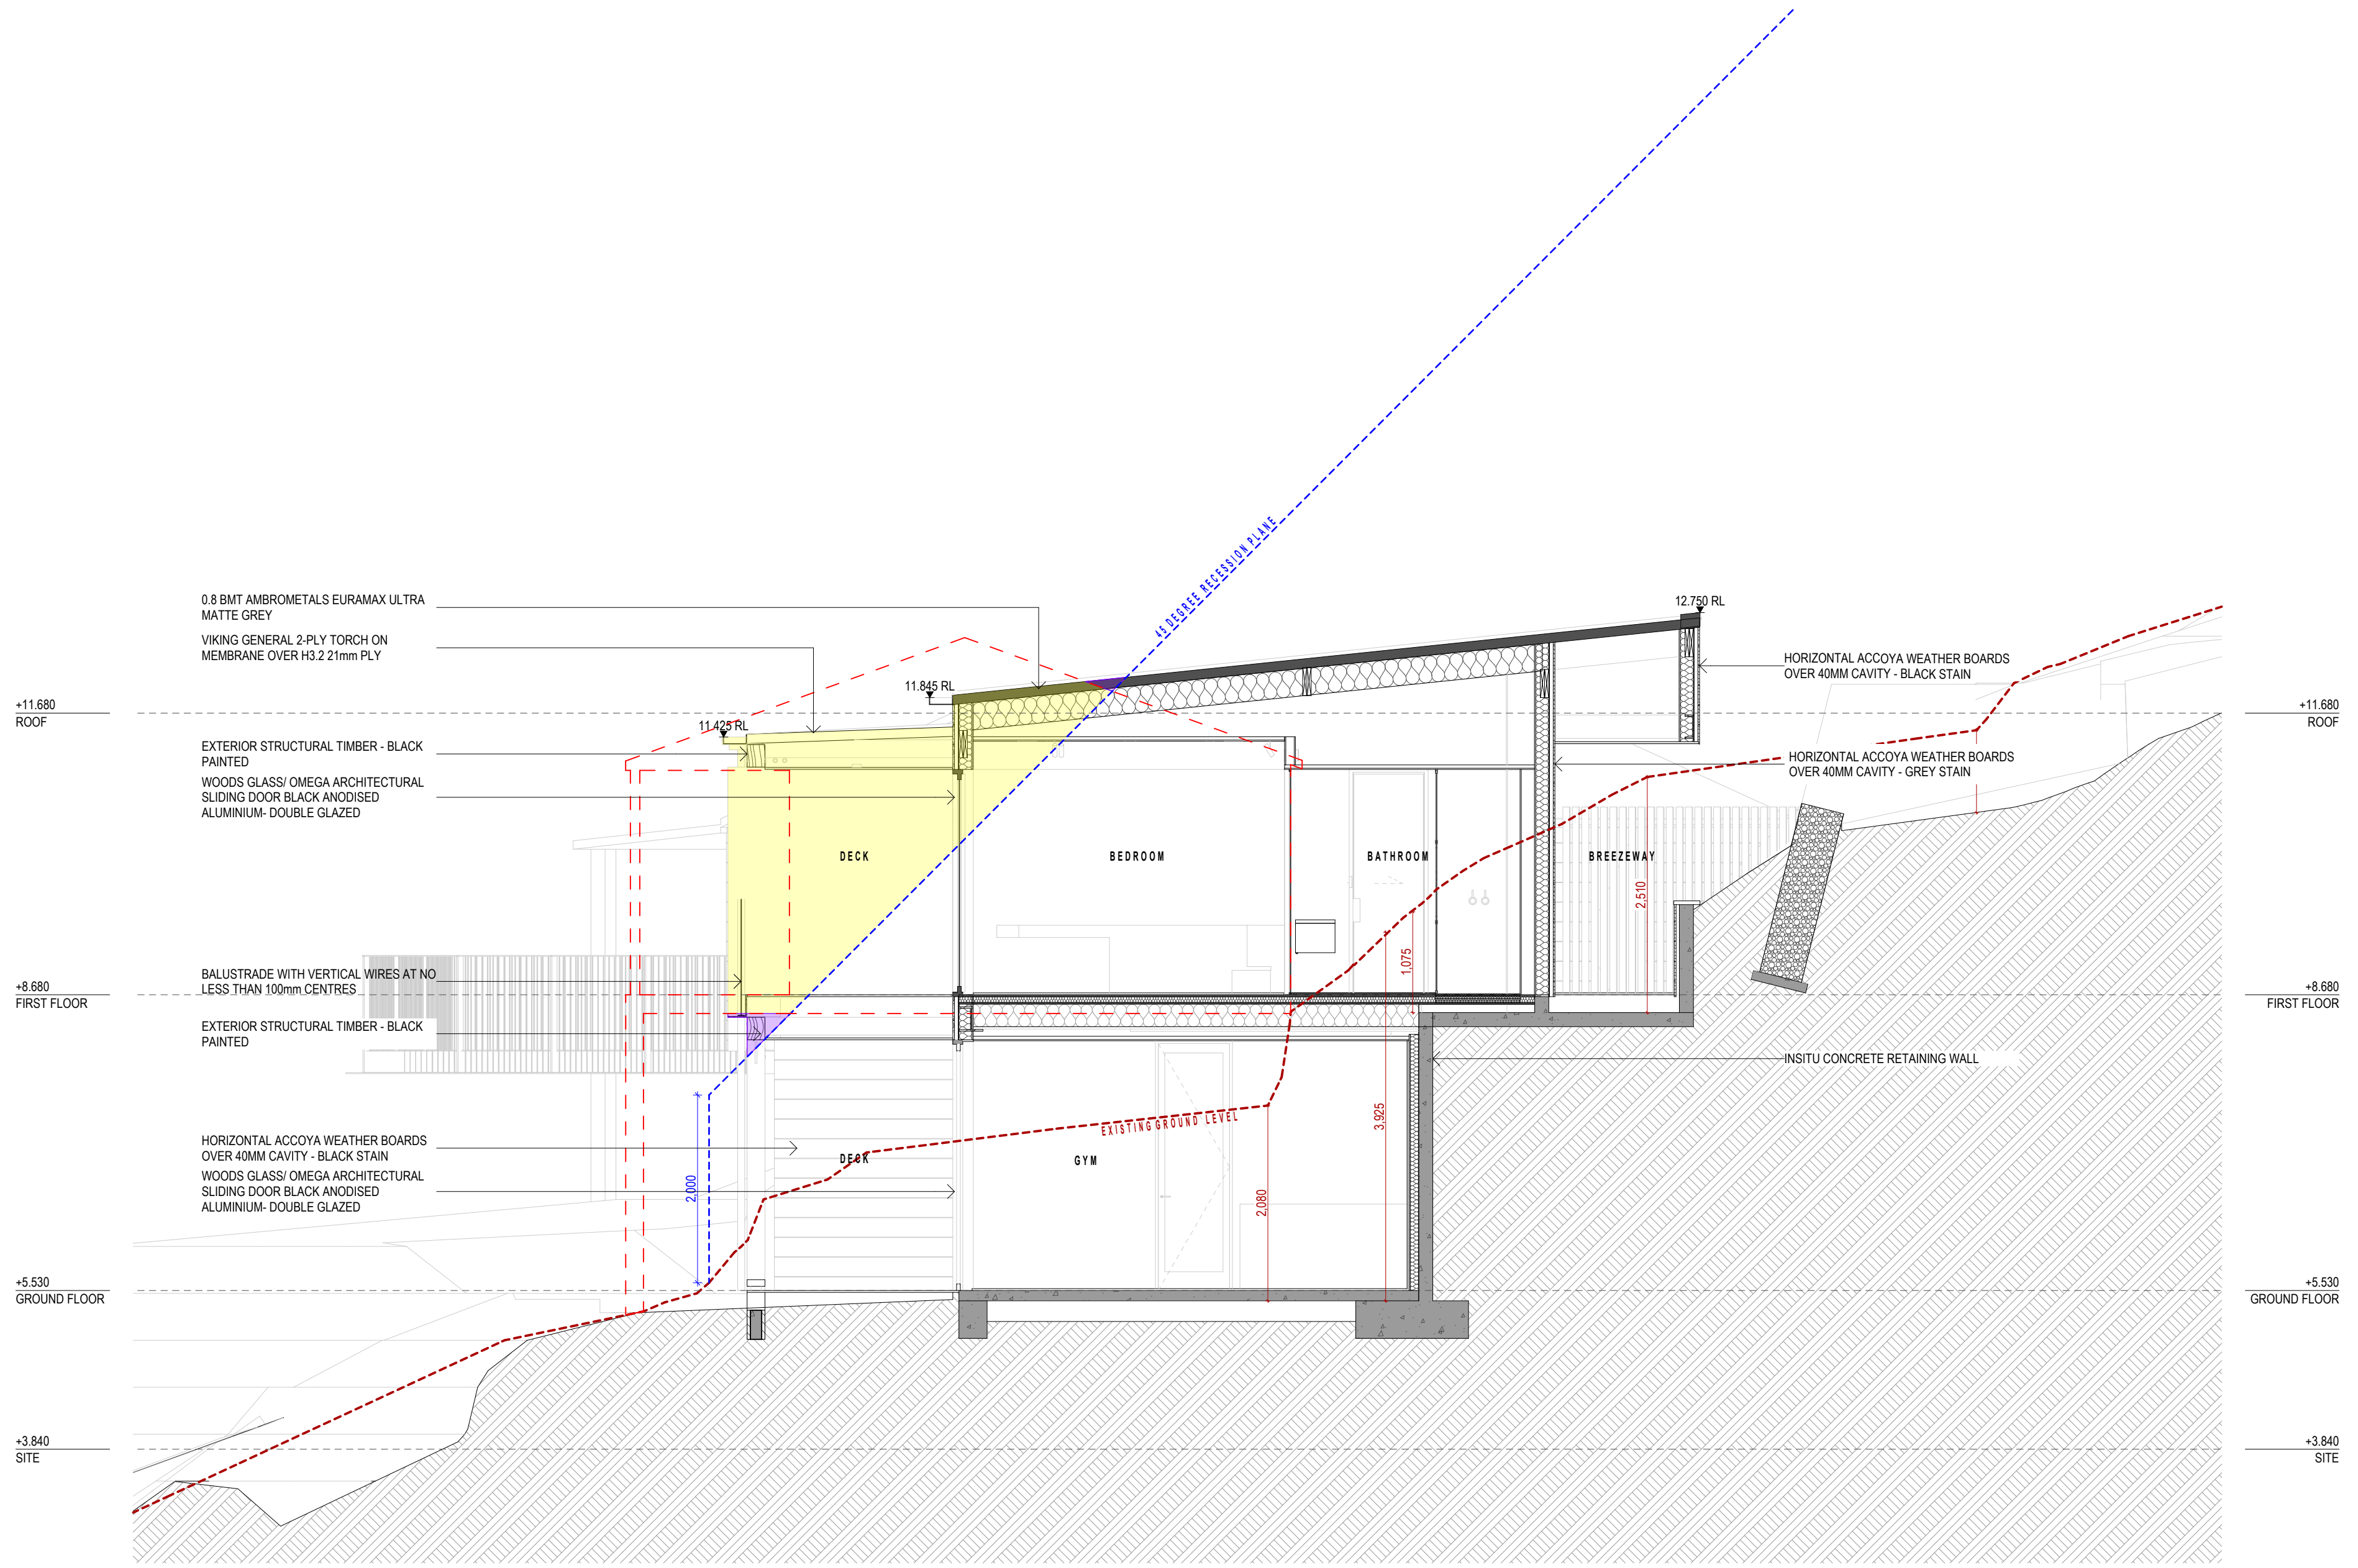 45 DEGREE RECESSION PLANE
0.8 BMT AMBROMETALS EURAMAX ULTRA
MATTE GREY
12.750 RL
VIKING GENERAL 2-PLY TORCH ON
MEMBRANE OVER H3.2 21mm PLY
HORIZONTAL ACCOYA WEATHER BOARDS
OVER 40MM CAVITY - BLACK STAIN
11.845 RL
+11.680
ROOF
+11.680
ROOF
11.425 RL
EXTERIOR STRUCTURAL TIMBER - BLACK
PAINTED
HORIZONTAL ACCOYA WEATHER BOARDS
OVER 40MM CAVITY - GREY STAIN
WOODS GLASS/ OMEGA ARCHITECTURAL
SLIDING DOOR BLACK ANODISED
ALUMINIUM- DOUBLE GLAZED
DECK
BEDROOM
BATHROOM
BREEZEWAY
2,510
1,075
BALUSTRADE WITH VERTICAL WIRES AT NO
LESS THAN 100mm CENTRES
+8.680
FIRST FLOOR
+8.680
FIRST FLOOR
EXTERIOR STRUCTURAL TIMBER - BLACK
PAINTED
INSITU CONCRETE RETAINING WALL
3,925
EXISTING GROUND LEVEL
HORIZONTAL ACCOYA WEATHER BOARDS
OVER 40MM CAVITY - BLACK STAIN
DECK
GYM
WOODS GLASS/ OMEGA ARCHITECTURAL
SLIDING DOOR BLACK ANODISED
ALUMINIUM- DOUBLE GLAZED
2,000
2,080
+5.530
GROUND FLOOR
+5.530
GROUND FLOOR
+3.840
SITE
+3.840
SITE